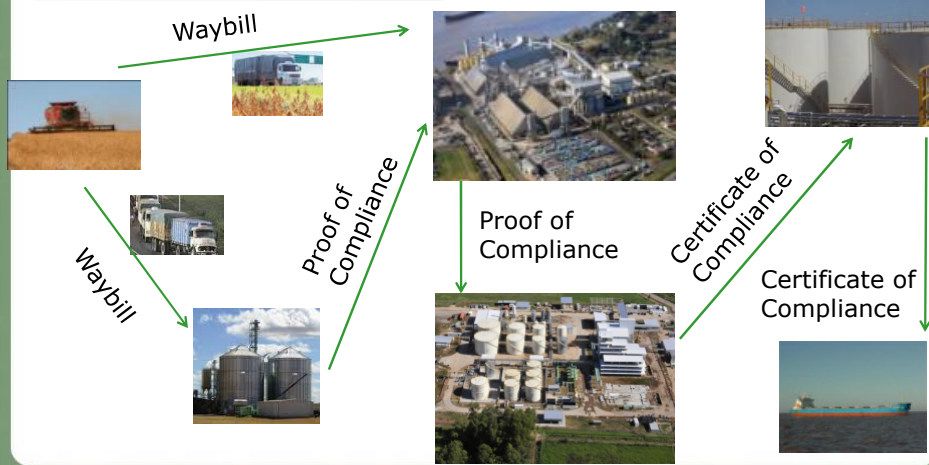 Waybill
Waybill
Proof of
Compliance
Proof of
Compliance
Certificate of
Compliance
Certificate of
Compliance